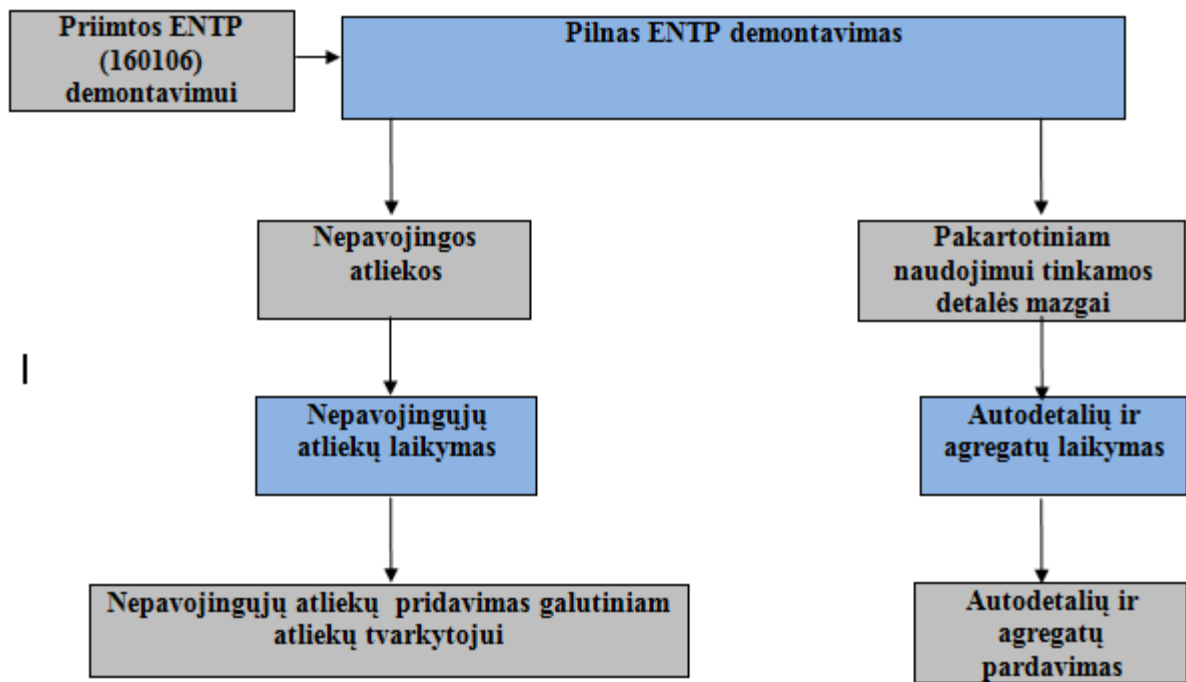 Priimtos ENTP
(160106)
demontavimui
Pilnas ENTP demontavimas
Nepavojingos
atliekos
Pakartotiniam
naudojimui tinkamos
detalės mazgai
Nepavojingųjų
atliekų laikymas
Autodetalių ir
agregatų laikymas
Nepavojingųjų atliekų  pridavimas galutiniam
atliekų tvarkytojui
Autodetalių ir
agregatų
pardavimas